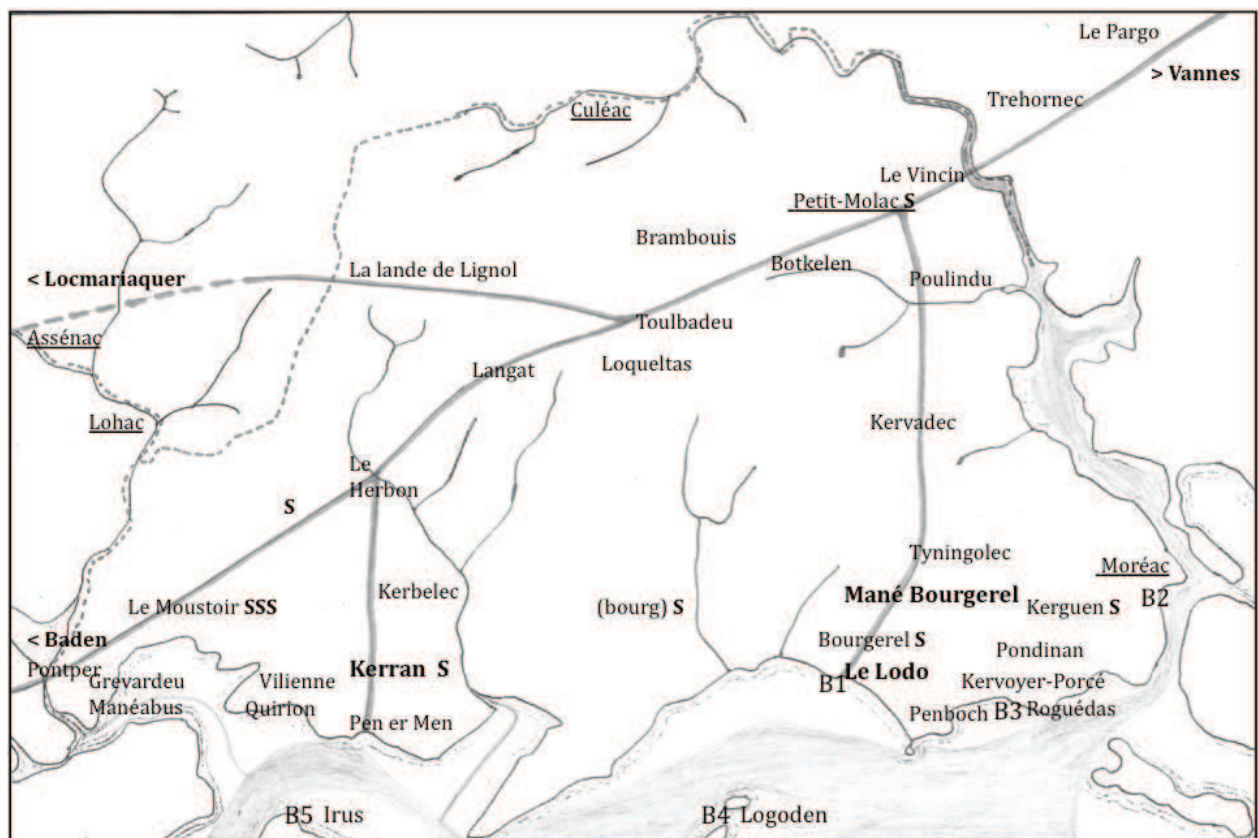 Le Pargo
> Vannes
Trehornec
Culéac
Le Vincin
Petit-Molac S
Brambouis
Botkelen
La lande de Lignol
< Locmariaquer
Poulindu
Toulbadeu
Assénac
Loqueltas
Langat
Lohac
Kervadec
Le
Herbon
S
Tyningolec
Moréac
Kerbelec
Mané Bourgerel
B2
Le Moustoir SSS
(bourg) S
Kerguen S
< Baden
Bourgerel S
Pondinan
Pontper
Kerran S
Le Lodo
Grevardeu
Vilienne
B1
Kervoyer-Porcé
Manéabus
Quirion
Penboch B3 Roguédas
Pen er Men
B5 Irus
B4 Logoden